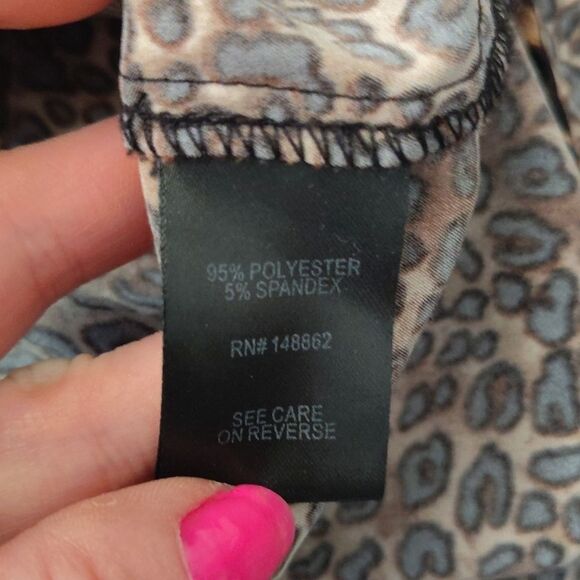 95% POLYESTER
5% SPANDEX
RN# 148862
SEE CARE
ON REVERSE